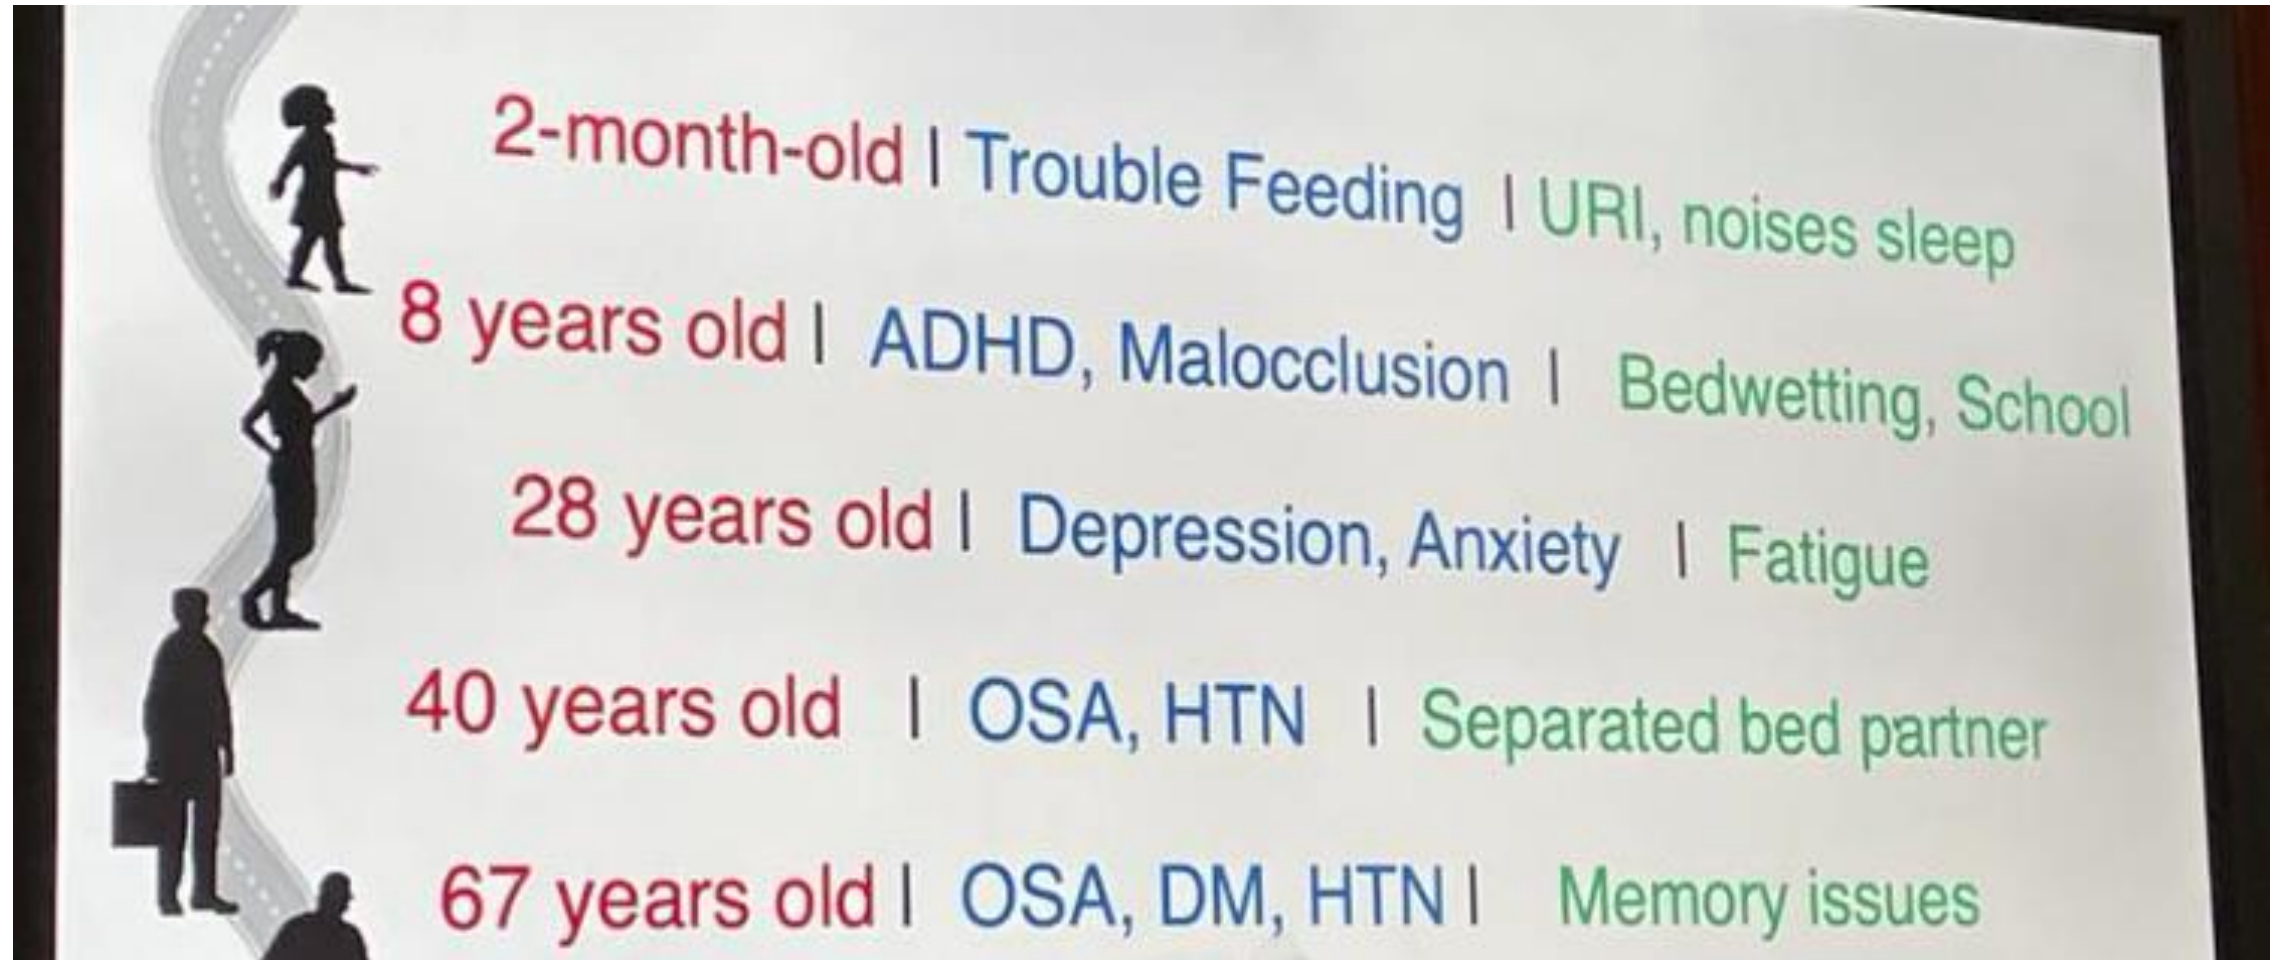 2-month-old | Trouble Feeding | URI, noises sleep
8 years old | ADHD, Malocclusion | Bedwetting, School
28 years old | Depression, Anxiety | Fatigue
40 years old | OSA, HTN | Separated bed partner
67 years old | OSA, DM, HTN | Memory issues